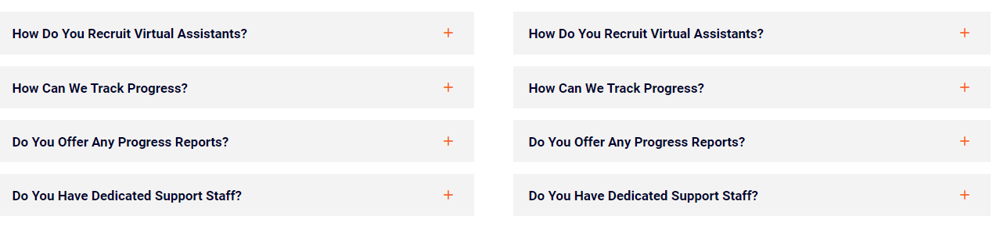 How Do You Recruit Virtual Assistants?
How Can We Track Progress?
Do You Offer Any Progress Reports?
Do You Have Dedicated Support Staff?
How Do You Recruit Virtual Assistants?
How Can We Track Progress?
Do You Offer Any Progress Reports?
Do You Have Dedicated Support Staff?